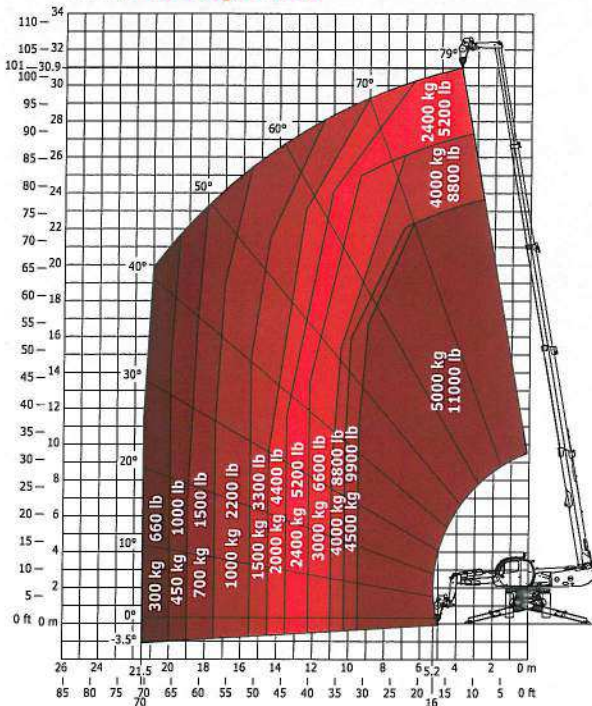 34
110 32
105
101 30.9
100 30
95
90 28
85 26
80 24
75 22
70
65 20
60 18
55 16
50
45 14
40 12
35 10
30 8
25
20 6
15 4
10 2
5
0 ft 0 m
79°
70°
60°
50°
40°
30°
20°
10°
0°
-3.5°
2400 kg
5200 lb
4000 kg
8800 lb
5000 kg
11000 lb
300 kg 660 lb
450 kg 1000 lb
700 kg 1500 lb
1000 kg 2200 lb
1500 kg 3300 lb
2000 kg 4400 lb
2400 kg 5200 lb
3000 kg 6600 lb
4000 kg 8800 lb
4500 kg 9900 lb
26 24 21.5 20 18 16 14 12 10 8 6 5.2 4 2 0 m
85 80 75 70 65 60 55 50 45 40 35 30 25 20 16 15 10 5 0 ft